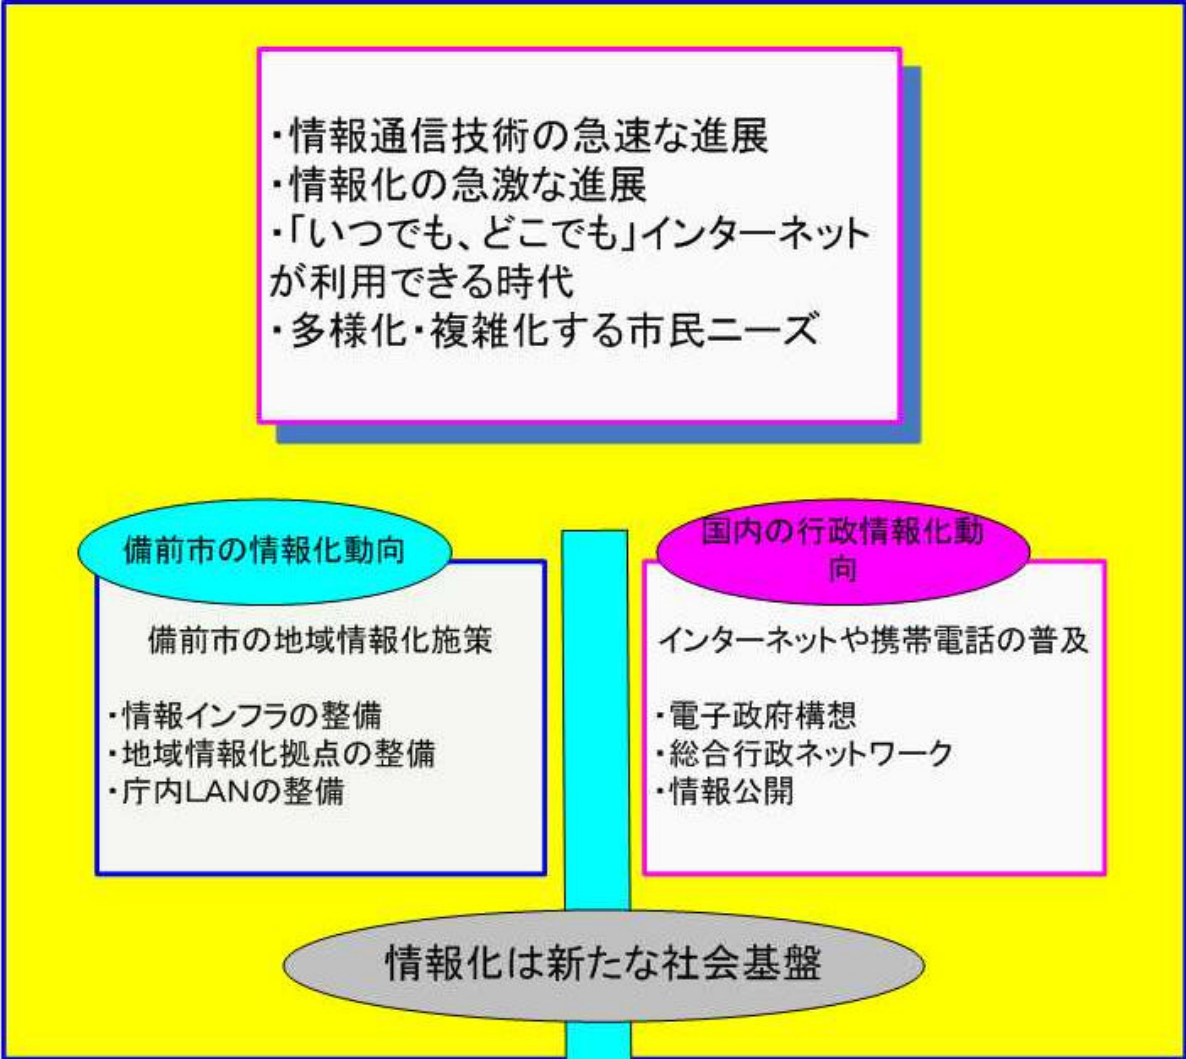 ・情報通信技術の急速な進展
・情報化の急激な進展
・「いつでも、どこでも」インターネット
が利用できる時代
・多様化・複雑化する市民ニーズ
備前市の情報化動向
備前市の地域情報化施策
・情報インフラの整備
・地域情報化拠点の整備
・庁内LANの整備
国内の行政情報化動
向
インターネットや携帯電話の普及
・電子政府構想
・総合行政ネットワーク
・情報公開
情報化は新たな社会基盤